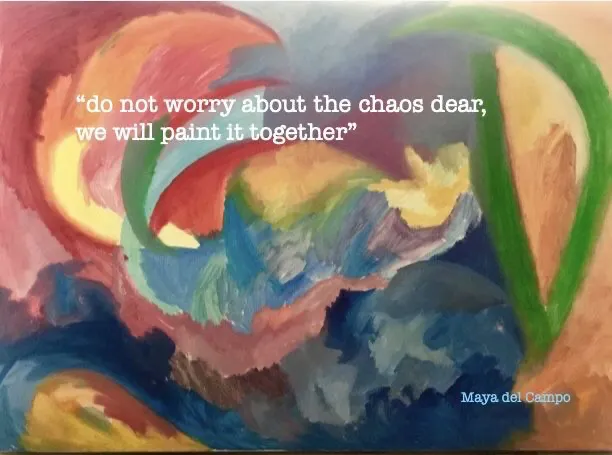 “do not worry about the chaos dear,
we will paint it together”
Maya del Campo